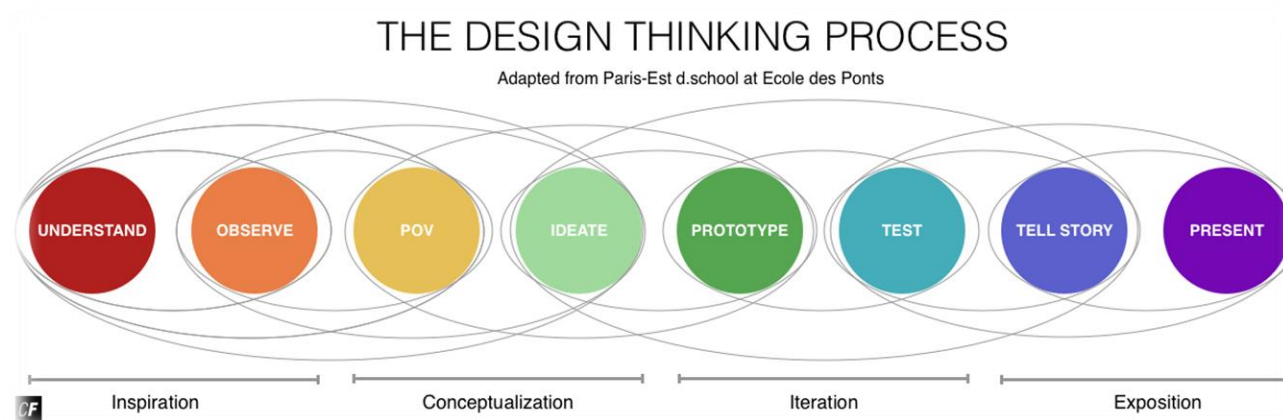 THE DESIGN THINKING PROCESS
Adapted from Paris-Est d.school at Ecole des Ponts
UNDERSTAND
OBSERVE
POV
IDEATE
PROTOTYPE
TEST
TELL STORY
PRESENT
Inspiration
Conceptualization
Iteration
Exposition
CF